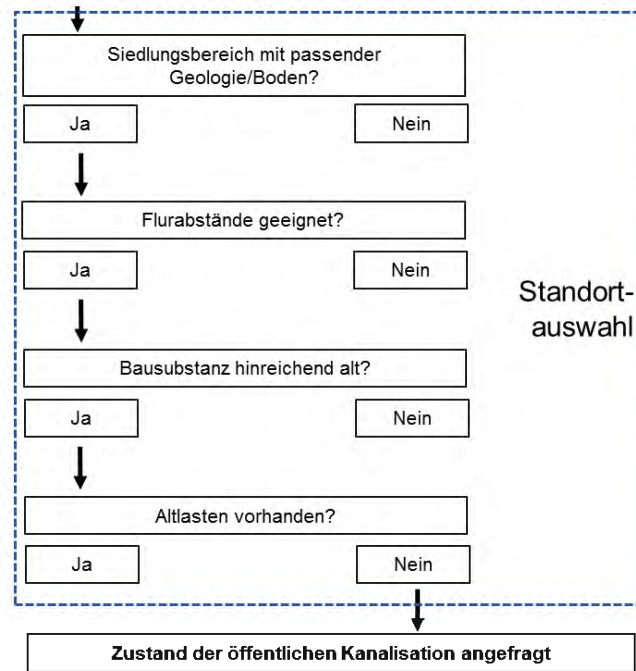 Siedlungsbereich mit passender
Geologie/Boden?
Ja
Nein
Flurabstände geeignet?
Ja
Nein
Standort-
auswahl
Bausubstanz hinreichend alt?
Ja
Nein
Altlasten vorhanden?
Ja
Nein
Zustand der öffentlichen Kanalisation angefragt